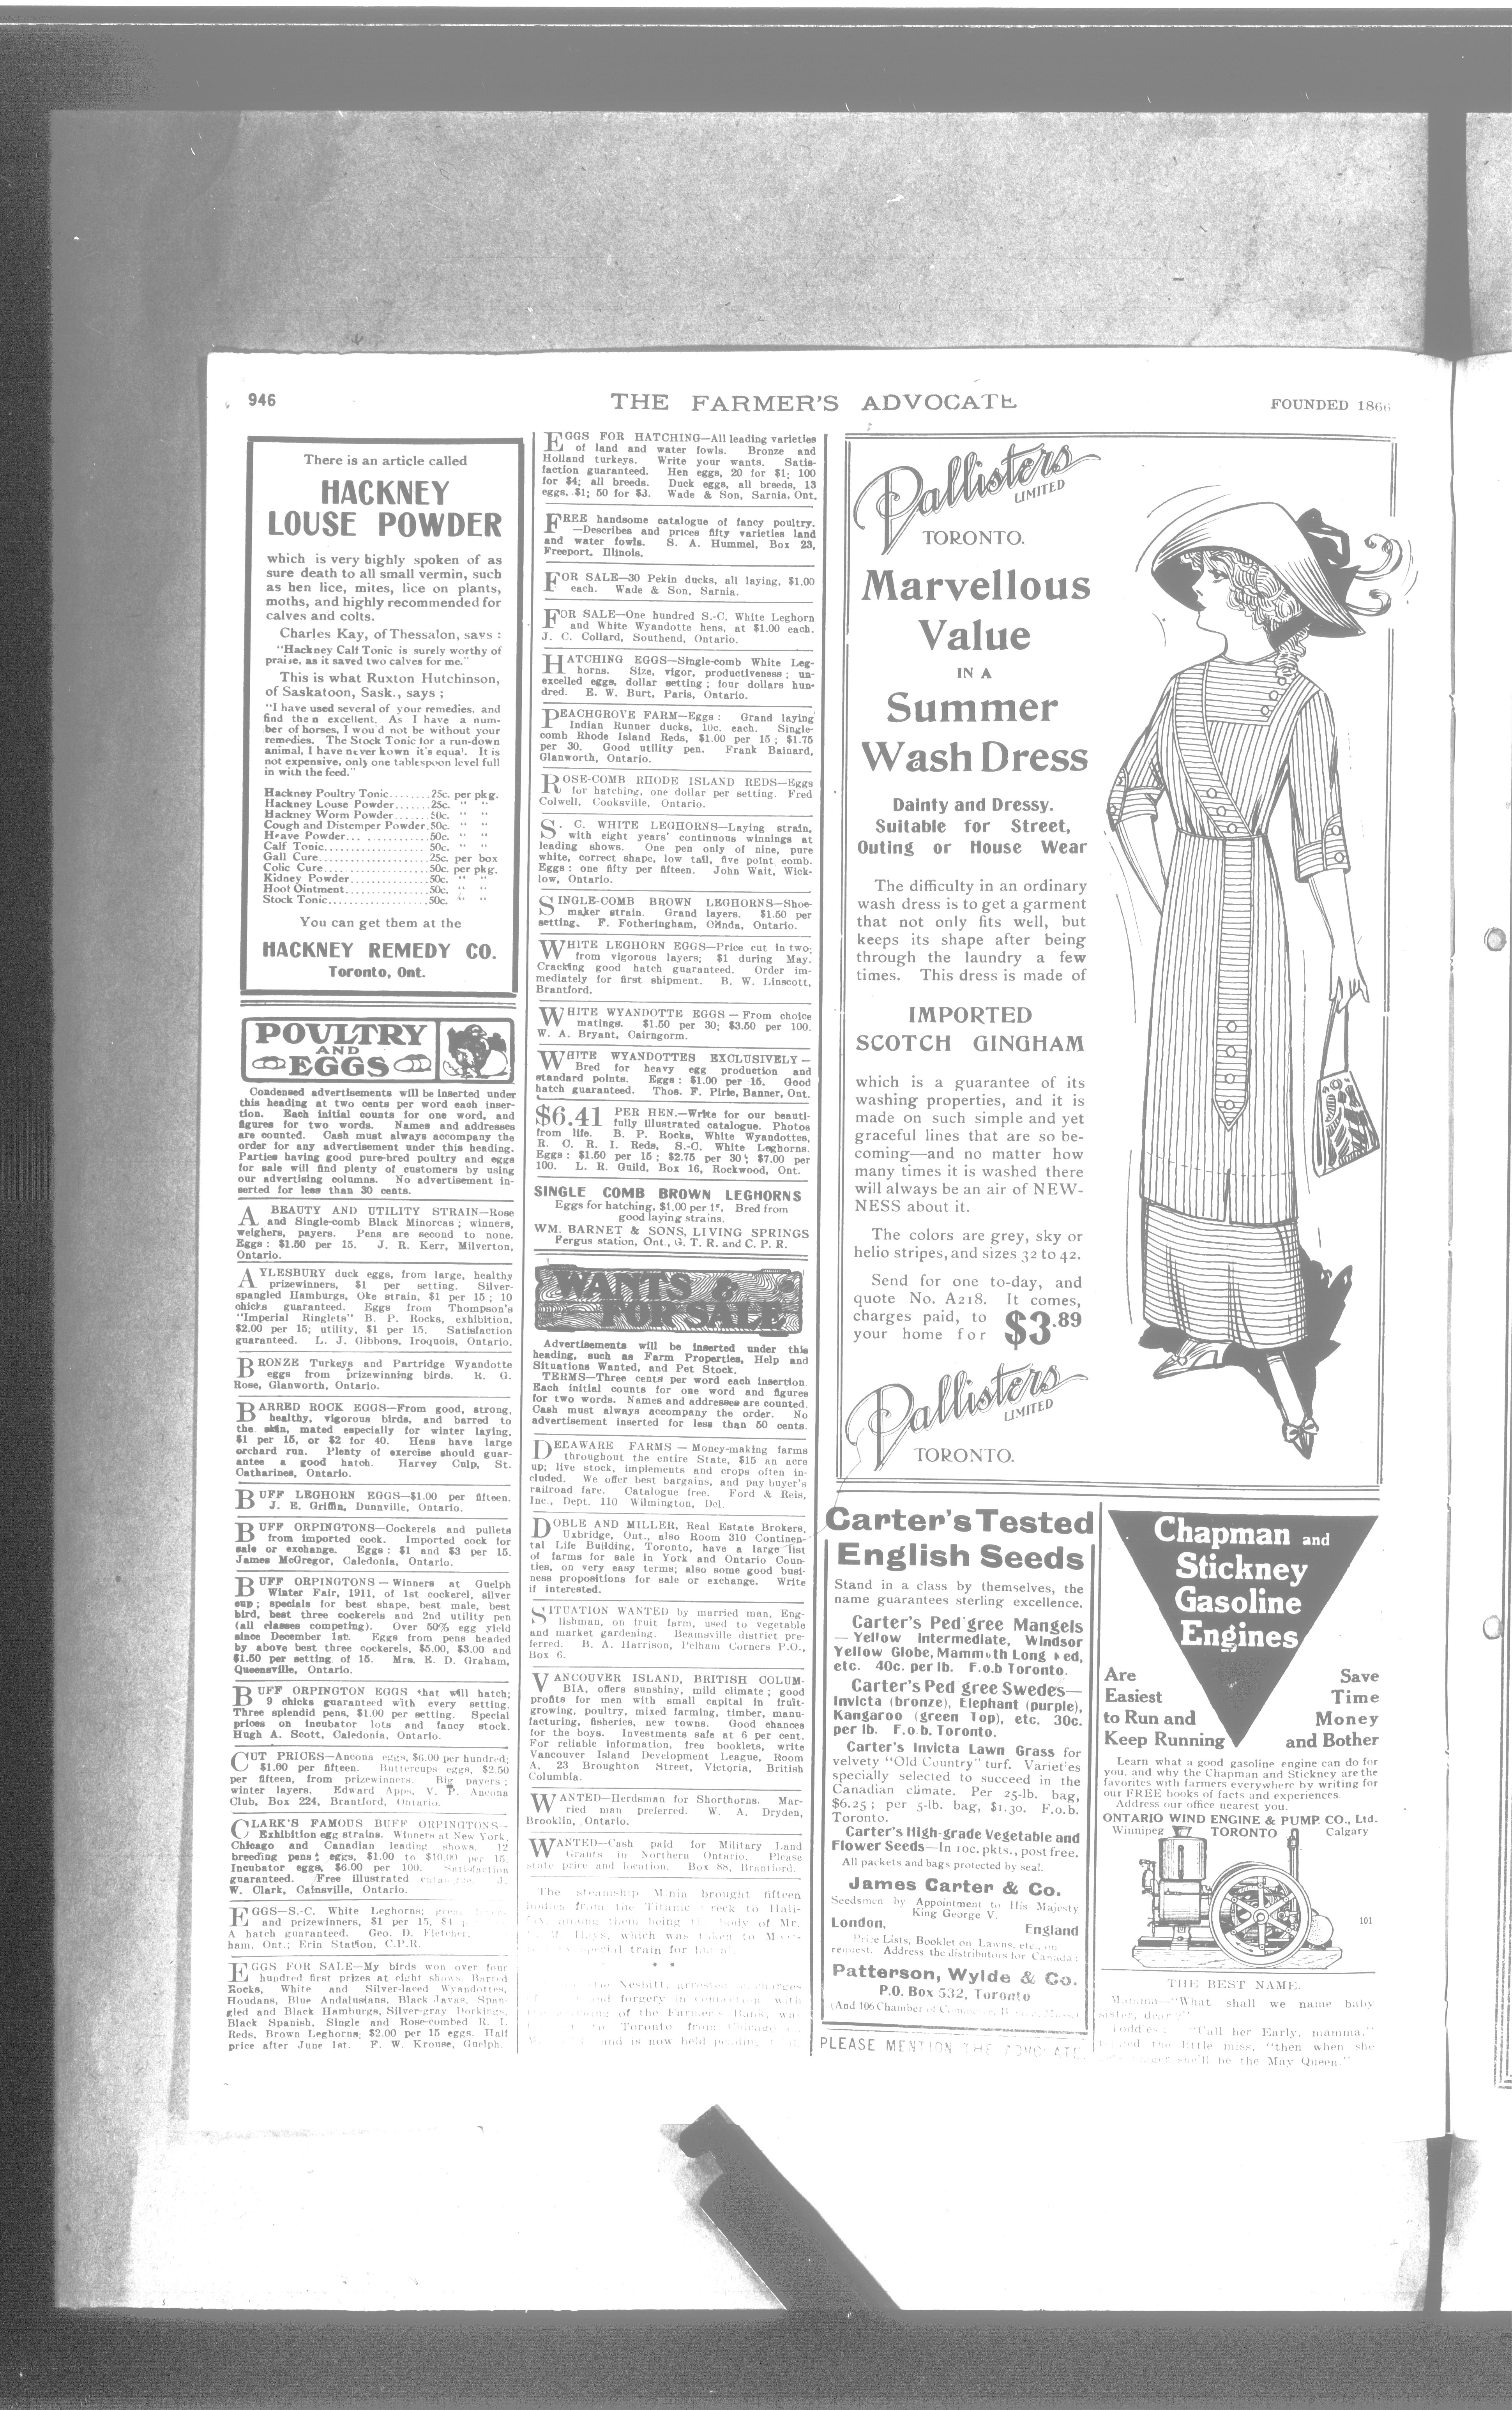 946
THE FARMER'S ADVOCATE
FOUNDED 1866
There is an article called
HACKNEY
LOUSE POWDER
which is very highly spoken of as
sure death to all small vermin, such
as hen lice, mites, lice on plants,
moths, and highly recommended for
calves and colts.
Charles Kay, of Thessalon, says :
"Hackney Calf Tonic is surely worthy of
praise, as it saved two calves for me."
This is what Ruxton Hutchinson,
of Saskatoon, Sask., says ;
"I have used several of your remedies, and
find the n excellent. As I have a num-
ber of horses, I wou'd not be without your
remedies. The Stock Tonic for a run-down
animal, I have never kown it's equa'. It is
not expensive, only one tablespoon level full
in with the feed."
Hackney Poultry Tonic........25c. per pkg.
Hackney Louse Powder.......25c. " "
Hackney Worm Powder...... 50c. " "
Cough and Distemper Powder.50c. " "
Heave Powder... ............50c. " "
Calf Tonic.................. 50c. " "
Gall Cure....................25c. per box
Colic Cure...................50c. per pkg.
Kidney Powder..............50c. " "
Hoof Ointment...............50c. " "
Stock Tonic..................50c. " "
You can get them at the
HACKNEY REMEDY CO.
Toronto, Ont.
POULTRY
AND
EGGS
Condensed advertisements will be inserted under
this heading at two cents per word each inser-
tion. Each initial counts for one word, and
figures for two words. Names and addresses
are counted. Cash must always accompany the
order for any advertisement under this heading.
Parties having good pure-bred poultry and eggs
for sale will find plenty of customers by using
our advertising columns. No advertisement in-
serted for less than 30 cents.
A BEAUTY AND UTILITY STRAIN—Rose
and Single-comb Black Minorcas ; winners,
weighers, payers. Pens are second to none.
Eggs : $1.50 per 15. J. R. Kerr, Milverton,
Ontario.
AYLESBURY duck eggs, from large, healthy
prizewinners, $1 per setting. Silver-
spangled Hamburgs, Oke strain, $1 per 15 ; 10
chicks guaranteed. Eggs from Thompson's
"Imperial Ringlets" B. P. Rocks, exhibition,
$2.00 per 15; utility, $1 per 15. Satisfaction
guaranteed. L. J. Gibbons, Iroquois, Ontario.
BRONZE Turkeys and Partridge Wyandotte
eggs from prizewinning birds. R. G.
Rose, Glanworth, Ontario.
BARRED ROCK EGGS—From good, strong,
healthy, vigorous birds, and barred to
the skin, mated especially for winter laying,
$1 per 15, or $2 for 40. Hens have large
orchard run. Plenty of exercise should guar-
antee a good hatch. Harvey Culp, St.
Catharines, Ontario.
BUFF LEGHORN EGGS—$1.00 per fifteen.
J. E. Griffin, Dunnville, Ontario.
BUFF ORPINGTONS—Cockerels and pullets
from imported cock. Imported cock for
sale or exchange. Eggs : $1 and $3 per 15.
James McGregor, Caledonia, Ontario.
BUFF ORPINGTONS — Winners at Guelph
Winter Fair, 1911, of 1st cockerel, silver
cup ; specials for best shape, best male, best
bird, best three cockerels and 2nd utility pen
(all classes competing). Over 50% egg yield
since December 1st. Eggs from pens headed
by above best three cockerels, $5.00, $3.00 and
$1.50 per setting of 15. Mrs. E. D. Graham,
Queensville, Ontario.
BUFF ORPINGTON EGGS that will hatch;
9 chicks guaranteed with every setting.
Three splendid pens, $1.00 per setting. Special
prices on incubator lots and fancy stock.
Hugh A. Scott, Caledonia, Ontario.
CUT PRICES—Ancona eggs, $6.00 per hundred;
$1.00 per fifteen. Buttercups eggs, $2.50
per fifteen, from prizewinners. Big payers ;
winter layers. Edward Apps, V. P. Ancona
Club, Box 224, Brantford, Ontario.
CLARK'S FAMOUS BUFF ORPINGTONS—
Exhibition egg strains. Winners at New York,
Chicago and Canadian leading shows. 12
breeding pens ; eggs, $1.00 to $10.00 per 15.
Incubator eggs, $6.00 per 100. Satisfaction
guaranteed. Free illustrated J.
W. Clark, Cainsville, Ontario.
EGGS—S.-C. White Leghorns; great
and prizewinners, $1 per 15, $4
A hatch guaranteed. Geo. D. Fletcher,
ham, Ont.; Erin Station, C.P.R.
EGGS FOR SALE—My birds won over four
hundred first prizes at eight shows. Barred
Rocks, White and Silver-laced Wyandottes,
Houdans, Blue Andalusians, Black Javas, Span-
gled and Black Hamburgs, Silver-gray Dorkings,
Black Spanish, Single and Rose-combed R. I.
Reds, Brown Leghorns; $2.00 per 15 eggs. Half
price after June 1st. F. W. Krouse, Guelph.
EGGS FOR HATCHING—All leading varieties
of land and water fowls. Bronze and
Holland turkeys. Write your wants. Satis-
faction guaranteed. Hen eggs, 20 for $1; 100
for $4; all breeds. Duck eggs, all breeds, 13
eggs, $1; 50 for $3. Wade & Son, Sarnia, Ont.
FREE handsome catalogue of fancy poultry.
—Describes and prices fifty varieties land
and water fowls. S. A. Hummel, Box 23,
Freeport, Illinois.
FOR SALE—30 Pekin ducks, all laying, $1.00
each. Wade & Son, Sarnia.
FOR SALE—One hundred S.-C. White Leghorn
and White Wyandotte hens, at $1.00 each.
J. C. Collard, Southend, Ontario.
HATCHING EGGS—Single-comb White Leg-
horns. Size, vigor, productiveness ; un-
excelled eggs, dollar setting ; four dollars hun-
dred. E. W. Burt, Paris, Ontario.
PEACHGROVE FARM—Eggs : Grand laying
Indian Runner ducks, 10c. each. Single-
comb Rhode Island Reds, $1.00 per 15 ; $1.75
per 30. Good utility pen. Frank Bainard,
Glanworth, Ontario.
ROSE-COMB RHODE ISLAND REDS—Eggs
for hatching, one dollar per setting. Fred
Colwell, Cooksville, Ontario.
S. C. WHITE LEGHORNS—Laying strain,
with eight years' continuous winnings at
leading shows. One pen only of nine, pure
white, correct shape, low tail, five point comb.
Eggs : one fifty per fifteen. John Wait, Wick-
low, Ontario.
SINGLE-COMB BROWN LEGHORNS—Shoe-
maker strain. Grand layers. $1.50 per
setting. F. Fotheringham, Orinda, Ontario.
WHITE LEGHORN EGGS—Price cut in two;
from vigorous layers; $1 during May.
Cracking good hatch guaranteed. Order im-
mediately for first shipment. B. W. Linscott,
Brantford.
WHITE WYANDOTTE EGGS — From choice
matings. $1.50 per 30; $3.50 per 100.
W. A. Bryant, Cairngorm.
WHITE WYANDOTTES EXCLUSIVELY —
Bred for heavy egg production and
standard points. Eggs : $1.00 per 15. Good
hatch guaranteed. Thos. F. Pirie, Banner, Ont.
$6.41 PER HEN.—Write for our beauti-
fully illustrated catalogue. Photos
from life. B. P. Rocks, White Wyandottes,
R. C. R. I. Reds, S.-C. White Leghorns.
Eggs : $1.50 per 15 ; $2.75 per 30 ; $7.00 per
100. L. R. Guild, Box 16, Rockwood, Ont.
SINGLE COMB BROWN LEGHORNS
Eggs for hatching, $1.00 per 15. Bred from
good laying strains.
WM. BARNET & SONS, LIVING SPRINGS
Fergus station, Ont., G. T. R. and C. P. R.
WANTS &
FOR SALE
Advertisements will be inserted under this
heading, such as Farm Properties, Help and
Situations Wanted, and Pet Stock.
TERMS—Three cents per word each insertion.
Each initial counts for one word and figures
for two words. Names and addresses are counted.
Cash must always accompany the order. No
advertisement inserted for less than 50 cents.
DELAWARE FARMS — Money-making farms
throughout the entire State, $15 an acre
up; live stock, implements and crops often in-
cluded. We offer best bargains, and pay buyer's
railroad fare. Catalogue free. Ford & Reis,
Inc., Dept. 110 Wilmington, Del.
DOBLE AND MILLER, Real Estate Brokers,
Uxbridge, Ont., also Room 310 Continen-
tal Life Building, Toronto, have a large list
of farms for sale in York and Ontario Coun-
ties, on very easy terms; also some good busi-
ness propositions for sale or exchange. Write
if interested.
SITUATION WANTED by married man, Eng-
lishman, on fruit farm, used to vegetable
and market gardening. Beamsville district pre-
ferred. B. A. Harrison, Pelham Corners P.O.,
Box 6.
VANCOUVER ISLAND, BRITISH COLUM-
BIA, offers sunshiny, mild climate ; good
profits for men with small capital in fruit-
growing, poultry, mixed farming, timber, manu-
facturing, fisheries, new towns. Good chances
for the boys. Investments safe at 6 per cent.
For reliable information, free booklets, write
Vancouver Island Development League, Room
A, 23 Broughton Street, Victoria, British
Columbia.
WANTED—Herdsman for Shorthorns. Mar-
ried man preferred. W. A. Dryden,
Brooklin, Ontario.
WANTED—Cash paid for Military Land
Grants in Northern Ontario. Please
state price and location. Box 88, Brantford.
The steamship Minia brought fifteen
bodies from the Titanic wreck to Hali-
fax, among them being the body of Mr.
Hays, which was taken to Mon-
special train for
* *
Nesbitt, arrested on charges
and forgery in connection with
of the Farmer's Bank, was
to Toronto from Chicago
and is now held pending
Pallisters
LIMITED
TORONTO.
Marvellous
Value
IN A
Summer
Wash Dress
Dainty and Dressy.
Suitable for Street,
Outing or House Wear
The difficulty in an ordinary
wash dress is to get a garment
that not only fits well, but
keeps its shape after being
through the laundry a few
times. This dress is made of
IMPORTED
SCOTCH GINGHAM
which is a guarantee of its
washing properties, and it is
made on such simple and yet
graceful lines that are so be-
coming—and no matter how
many times it is washed there
will always be an air of NEW-
NESS about it.
The colors are grey, sky or
helio stripes, and sizes 32 to 42.
Send for one to-day, and
quote No. A218. It comes,
charges paid, to
your home for $3.89
Pallisters
LIMITED
TORONTO.
Carter's Tested
English Seeds
Stand in a class by themselves, the
name guarantees sterling excellence.
Carter's Ped gree Mangels
— Yellow Intermediate, Windsor
Yellow Globe, Mammoth Long Red,
etc. 40c. per lb. F.o.b Toronto.
Carter's Ped gree Swedes—
Invicta (bronze), Elephant (purple),
Kangaroo (green Top), etc. 30c.
per lb. F.o.b. Toronto.
Carter's Invicta Lawn Grass for
velvety "Old Country" turf. Varieties
specially selected to succeed in the
Canadian climate. Per 25-lb. bag,
$6.25 ; per 5-lb. bag, $1.30. F.o.b.
Toronto.
Carter's High-grade Vegetable and
Flower Seeds—In 10c. pkts., post free.
All packets and bags protected by seal.
James Carter & Co.
Seedsmen by Appointment to His Majesty
King George V.
London, England
Price Lists, Booklet on Lawns, etc., on
request. Address the distributors for Canada:
Patterson, Wylde & Co.
P.O. Box 532, Toronto
(And 106 Chamber of Commerce,
PLEASE MENTION THE ADVOCATE.
Chapman and
Stickney
Gasoline
Engines
Are
Easiest
to Run and
Keep Running
Save
Time
Money
and Bother
Learn what a good gasoline engine can do for
you, and why the Chapman and Stickney are the
favorites with farmers everywhere by writing for
our FREE books of facts and experiences
Address our office nearest you.
ONTARIO WIND ENGINE & PUMP CO., Ltd.
Winnipeg TORONTO Calgary
101
THE BEST NAME.
Mamma—"What shall we name baby
sister, dear?"
Toddles "Call her Early, mamma,"
the little miss, "then when she
she'll be the May Queen."